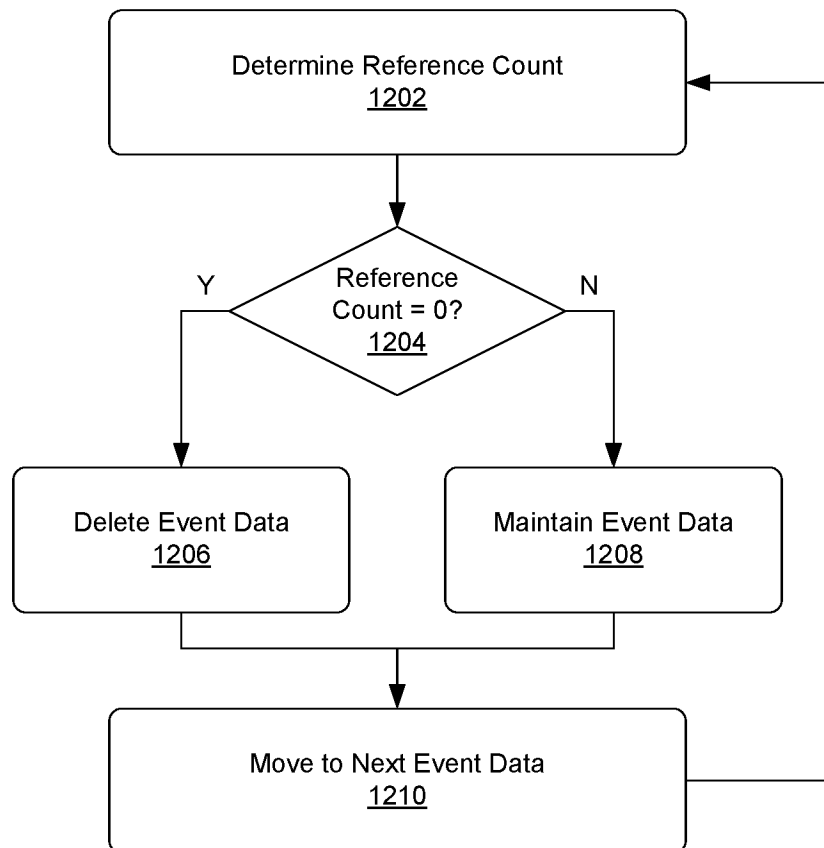 Determine Reference Count
1202
Y
Reference
Count = 0?
1204
N
Delete Event Data
1206
Maintain Event Data
1208
Move to Next Event Data
1210